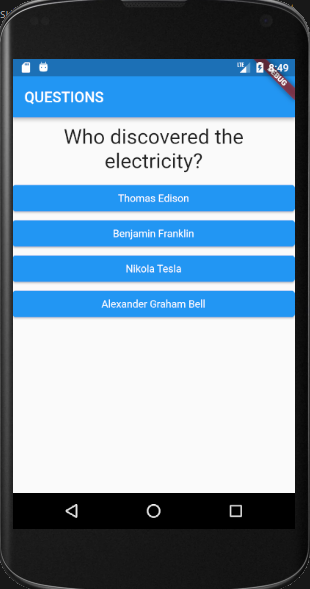 8:49
DEBUG
QUESTIONS
Who discovered the
electricity?
Thomas Edison
Benjamin Franklin
Nikola Tesla
Alexander Graham Bell